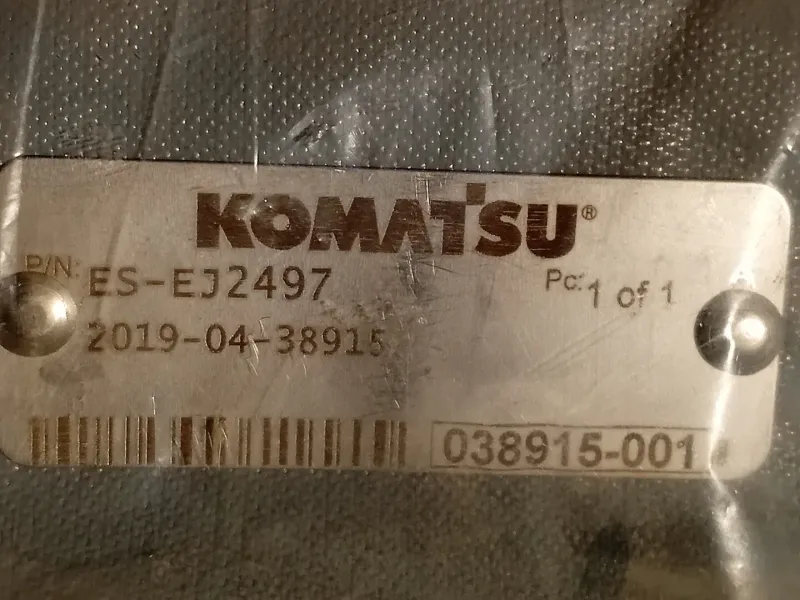 KOMATSU®
P/N: ES-EJ2497 Pc: 1 of 1
2019-04-38915
038915-001